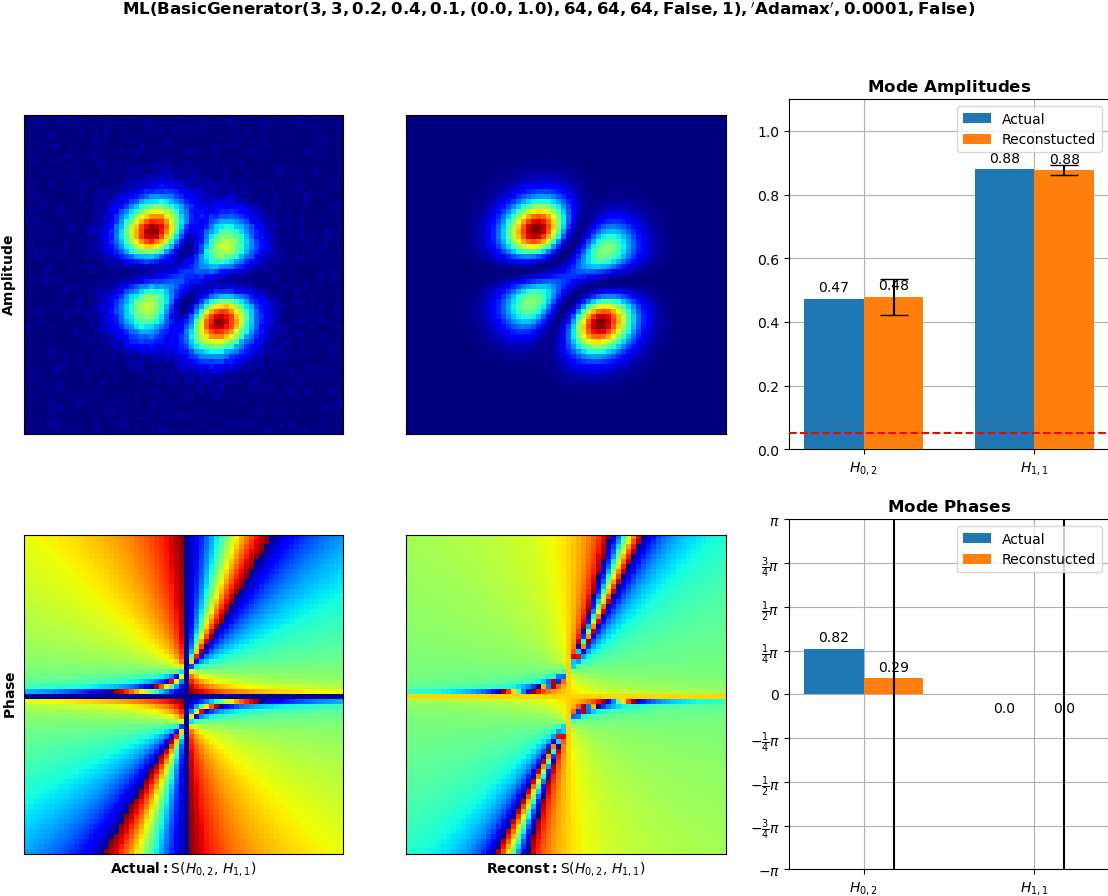 ML(BasicGenerator(3, 3, 0.2, 0.4, 0.1, (0.0, 1.0), 64, 64, 64, False, 1), ′Adamax′, 0.0001, False)
Amplitude
Mode Amplitudes
Actual
Reconstucted
1.0
0.8
0.6
0.4
0.2
0.0
0.47
0.48
0.88
0.88
H0, 2
H1, 1
Phase
Actual: S(H0, 2, H1, 1)
Reconst: S(H0, 2, H1, 1)
Mode Phases
Actual
Reconstucted
π
3/4π
1/2π
1/4π
0
−1/4π
−1/2π
−3/4π
−π
0.82
0.29
0.0
0.0
H0, 2
H1, 1